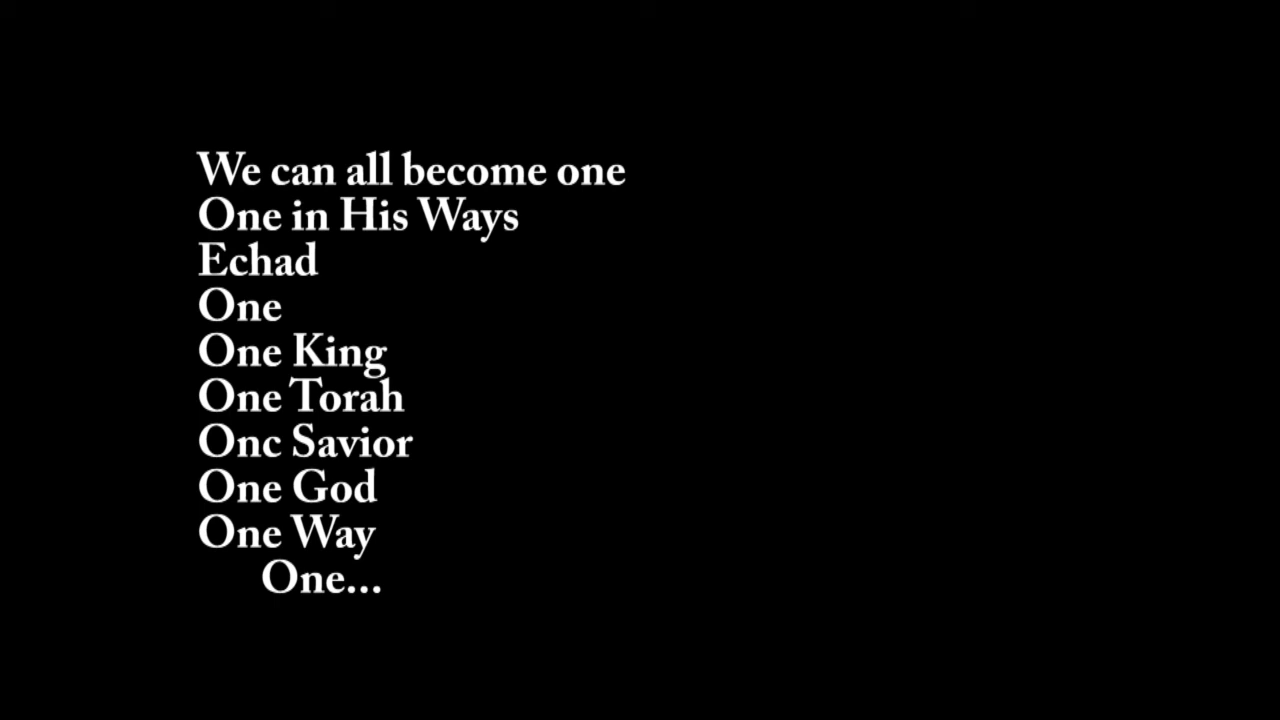 We can all become one
One in His Ways
Echad
One
One King
One Torah
Onc Savior
One God
One Way
One...